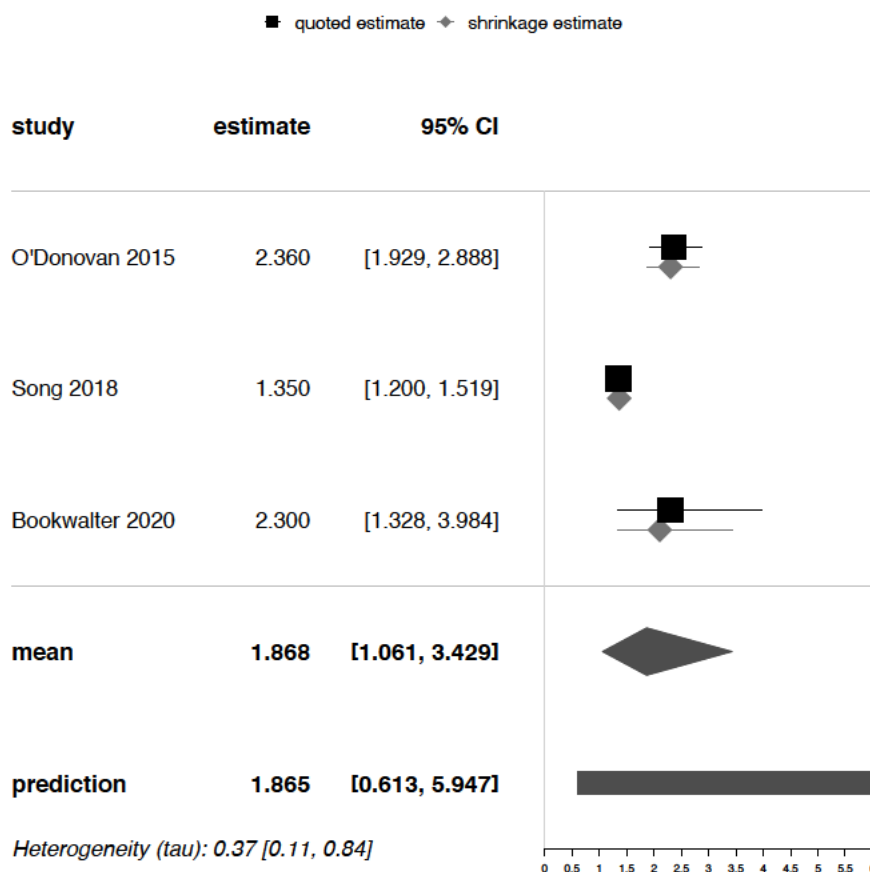 quoted estimate shrinkage estimate
study estimate 95% CI
O'Donovan 2015 2.360 [1.929, 2.888]
Song 2018 1.350 [1.200, 1.519]
Bookwalter 2020 2.300 [1.328, 3.984]
mean 1.868 [1.061, 3.429]
prediction 1.865 [0.613, 5.947]
Heterogeneity (tau): 0.37 [0.11, 0.84]
0 0.5 1 1.5 2 2.5 3 3.5 4 4.5 5 5.5